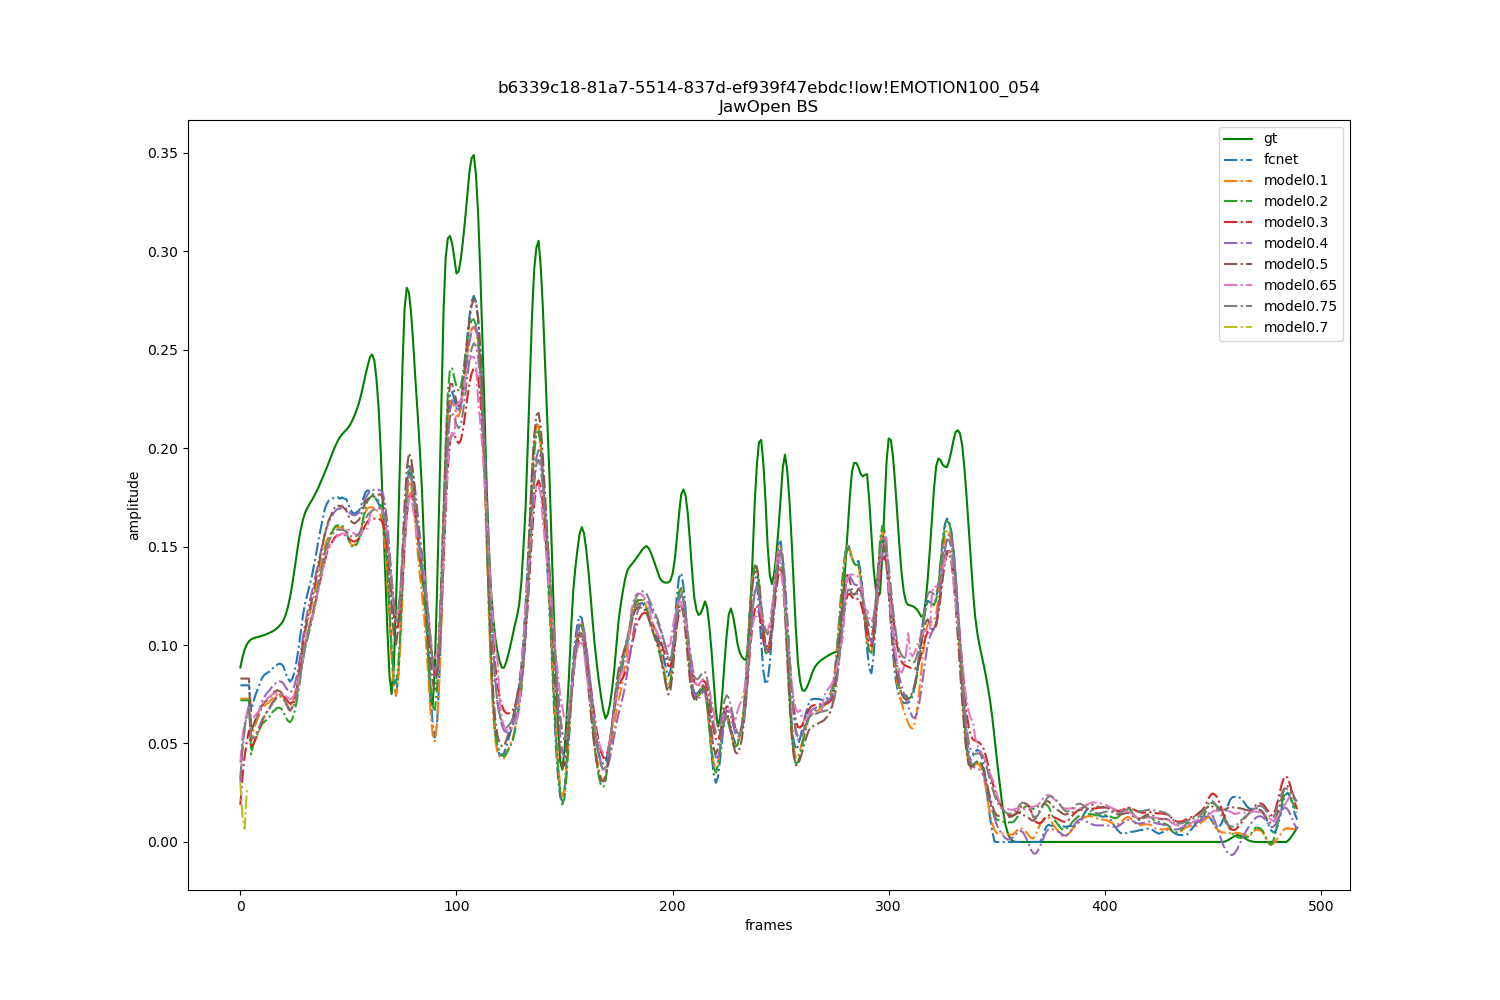 b6339c18-81a7-5514-837d-ef939f47ebdc!low!EMOTION100_054
JawOpen BS
gt
fcnet
model0.1
model0.2
model0.3
model0.4
model0.5
model0.65
model0.75
model0.7
amplitude
0.35
0.30
0.25
0.20
0.15
0.10
0.05
0.00
0
100
200
300
400
500
frames